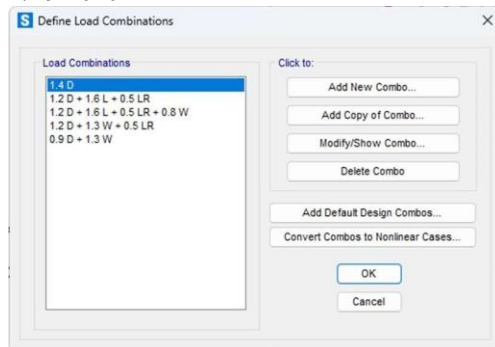 S Define Load Combinations
Load Combinations
1.4 D
1.2 D + 1.6 L + 0.5 LR
1.2 D + 1.6 L + 0.5 LR + 0.8 W
1.2 D + 1.3 W + 0.5 LR
0.9 D + 1.3 W
Click to:
Add New Combo...
Add Copy of Combo...
Modify/Show Combo...
Delete Combo
Add Default Design Combos...
Convert Combos to Nonlinear Cases...
OK
Cancel